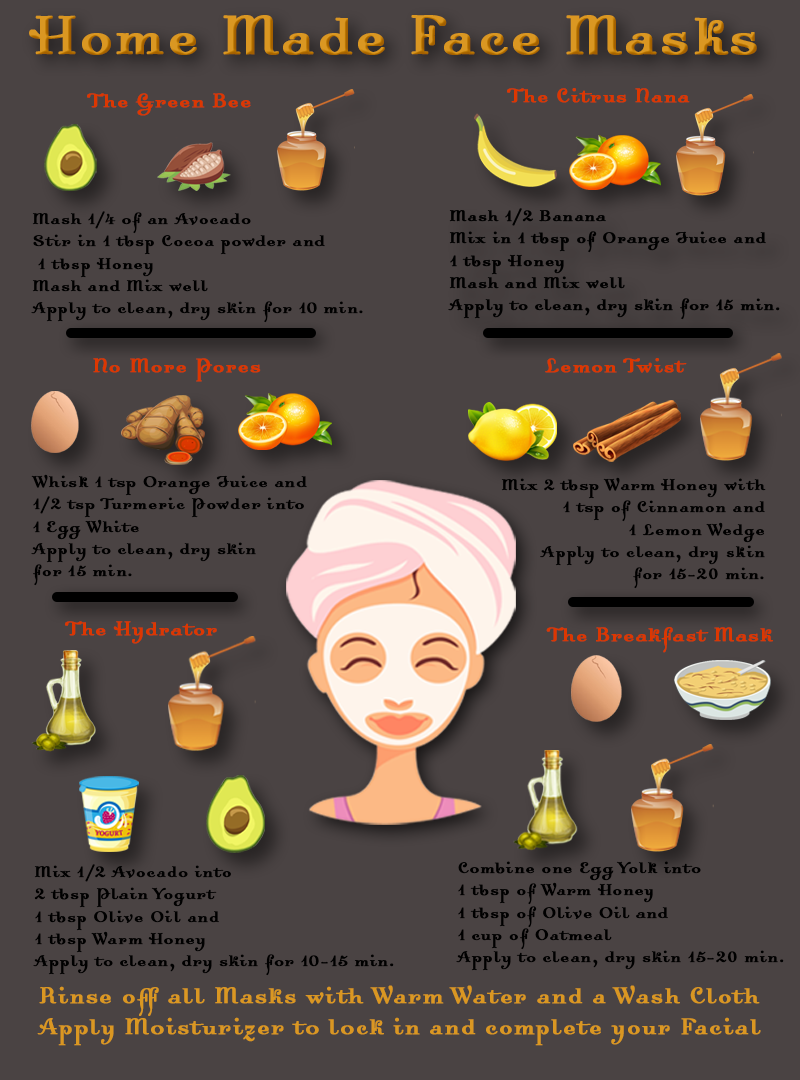 Home Made Face Masks
The Green Bee
Mash 1/4 of an Avocado
Stir in 1 tbsp Cocoa powder and
1 tbsp Honey
Mash and Mix well
Apply to clean, dry skin for 10 min.
The Citrus Nana
Mash 1/2 Banana
Mix in 1 tbsp of Orange Juice and
1 tbsp Honey
Mash and Mix well
Apply to clean, dry skin for 15 min.
No More Pores
Whisk 1 tsp Orange Juice and
1/2 tsp Turmeric Powder into
1 Egg White
Apply to clean, dry skin
for 15 min.
Lemon Twist
Mix 2 tbsp Warm Honey with
1 tsp of Cinnamon and
1 Lemon Wedge
Apply to clean, dry skin
for 15-20 min.
The Hydrator
YOGURT
Mix 1/2 Avocado into
2 tbsp Plain Yogurt
1 tbsp Olive Oil and
1 tbsp Warm Honey
Apply to clean, dry skin for 10-15 min.
The Breakfast Mask
Combine one Egg Yolk into
1 tbsp of Warm Honey
1 tbsp of Olive Oil and
1 cup of Oatmeal
Apply to clean, dry skin 15-20 min.
Rinse off all Masks with Warm Water and a Wash Cloth
Apply Moisturizer to lock in and complete your Facial